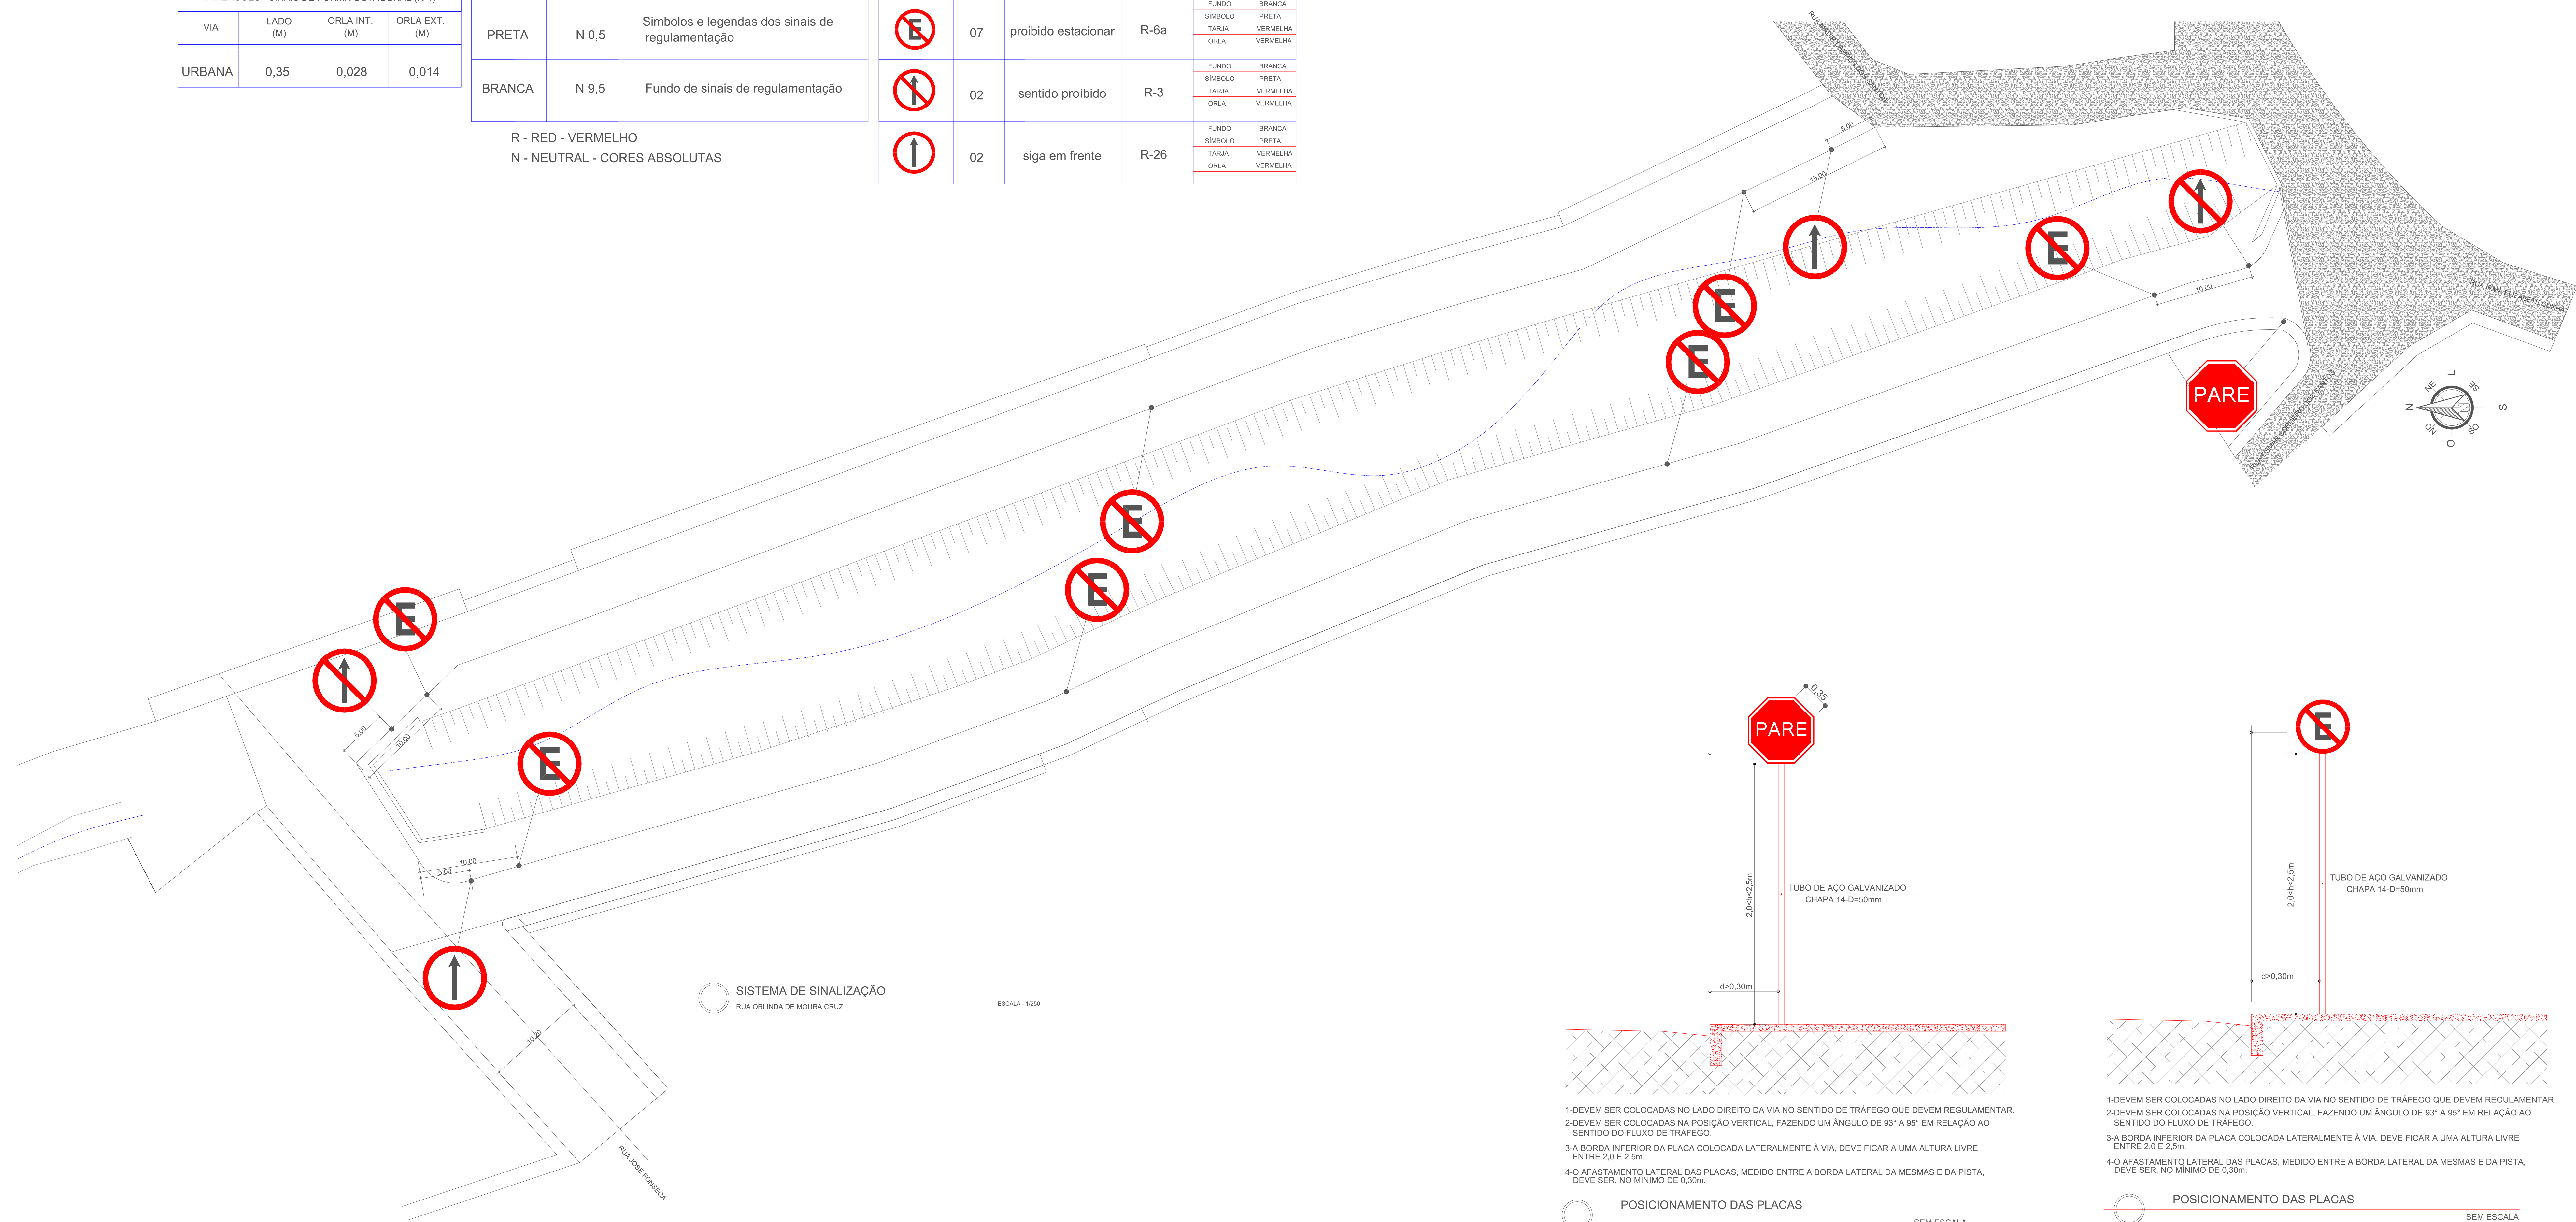 VIA
LADO
(M)
ORLA INT.
(M)
ORLA EXT.
(M)
URBANA
0,35
0,028
0,014
PRETA
N 0,5
Simbolos e legendas dos sinais de
regulamentação
BRANCA
N 9,5
Fundo de sinais de regulamentação
R - RED - VERMELHO
N - NEUTRAL - CORES ABSOLUTAS
E
07
proibido estacionar
R-6a
FUNDO BRANCA
SÍMBOLO PRETA
TARJA VERMELHA
ORLA VERMELHA
02
sentido proíbido
R-3
FUNDO BRANCA
SÍMBOLO PRETA
TARJA VERMELHA
ORLA VERMELHA
02
siga em frente
R-26
FUNDO BRANCA
SÍMBOLO PRETA
TARJA VERMELHA
ORLA VERMELHA
RUA IRMÃ ELIZABETE CUNHA
RUA OSMAR CORDEIRO DOS SANTOS
5.00
15.00
10.00
E
E
E
PARE
L
NE
SE
N
S
NO
SO
O
E
E
E
5.00
10.00
E
10.00
5.00
10.20
RUA JOSÉ FONSECA
SISTEMA DE SINALIZAÇÃO
RUA ORLINDA DE MOURA CRUZ
ESCALA - 1/250
0,35
PARE
2,0<h<2,5m
TUBO DE AÇO GALVANIZADO
CHAPA 14-D=50mm
d>0,30m
1-DEVEM SER COLOCADAS NO LADO DIREITO DA VIA NO SENTIDO DE TRÁFEGO QUE DEVEM REGULAMENTAR.
2-DEVEM SER COLOCADAS NA POSIÇÃO VERTICAL, FAZENDO UM ÂNGULO DE 93° A 95° EM RELAÇÃO AO
SENTIDO DO FLUXO DE TRÁFEGO.
3-A BORDA INFERIOR DA PLACA COLOCADA LATERALMENTE À VIA, DEVE FICAR A UMA ALTURA LIVRE
ENTRE 2,0 E 2,5m.
4-O AFASTAMENTO LATERAL DAS PLACAS, MEDIDO ENTRE A BORDA LATERAL DA MESMAS E DA PISTA,
DEVE SER, NO MÍNIMO DE 0,30m.
POSICIONAMENTO DAS PLACAS
SEM ESCALA
E
2,0<h<2,5m
TUBO DE AÇO GALVANIZADO
CHAPA 14-D=50mm
d>0,30m
1-DEVEM SER COLOCADAS NO LADO DIREITO DA VIA NO SENTIDO DE TRÁFEGO QUE DEVEM REGULAMENTAR.
2-DEVEM SER COLOCADAS NA POSIÇÃO VERTICAL, FAZENDO UM ÂNGULO DE 93° A 95° EM RELAÇÃO AO
SENTIDO DO FLUXO DE TRÁFEGO.
3-A BORDA INFERIOR DA PLACA COLOCADA LATERALMENTE À VIA, DEVE FICAR A UMA ALTURA LIVRE
ENTRE 2,0 E 2,5m.
4-O AFASTAMENTO LATERAL DAS PLACAS, MEDIDO ENTRE A BORDA LATERAL DA MESMAS E DA PISTA,
DEVE SER, NO MÍNIMO DE 0,30m.
POSICIONAMENTO DAS PLACAS
SEM ESCALA